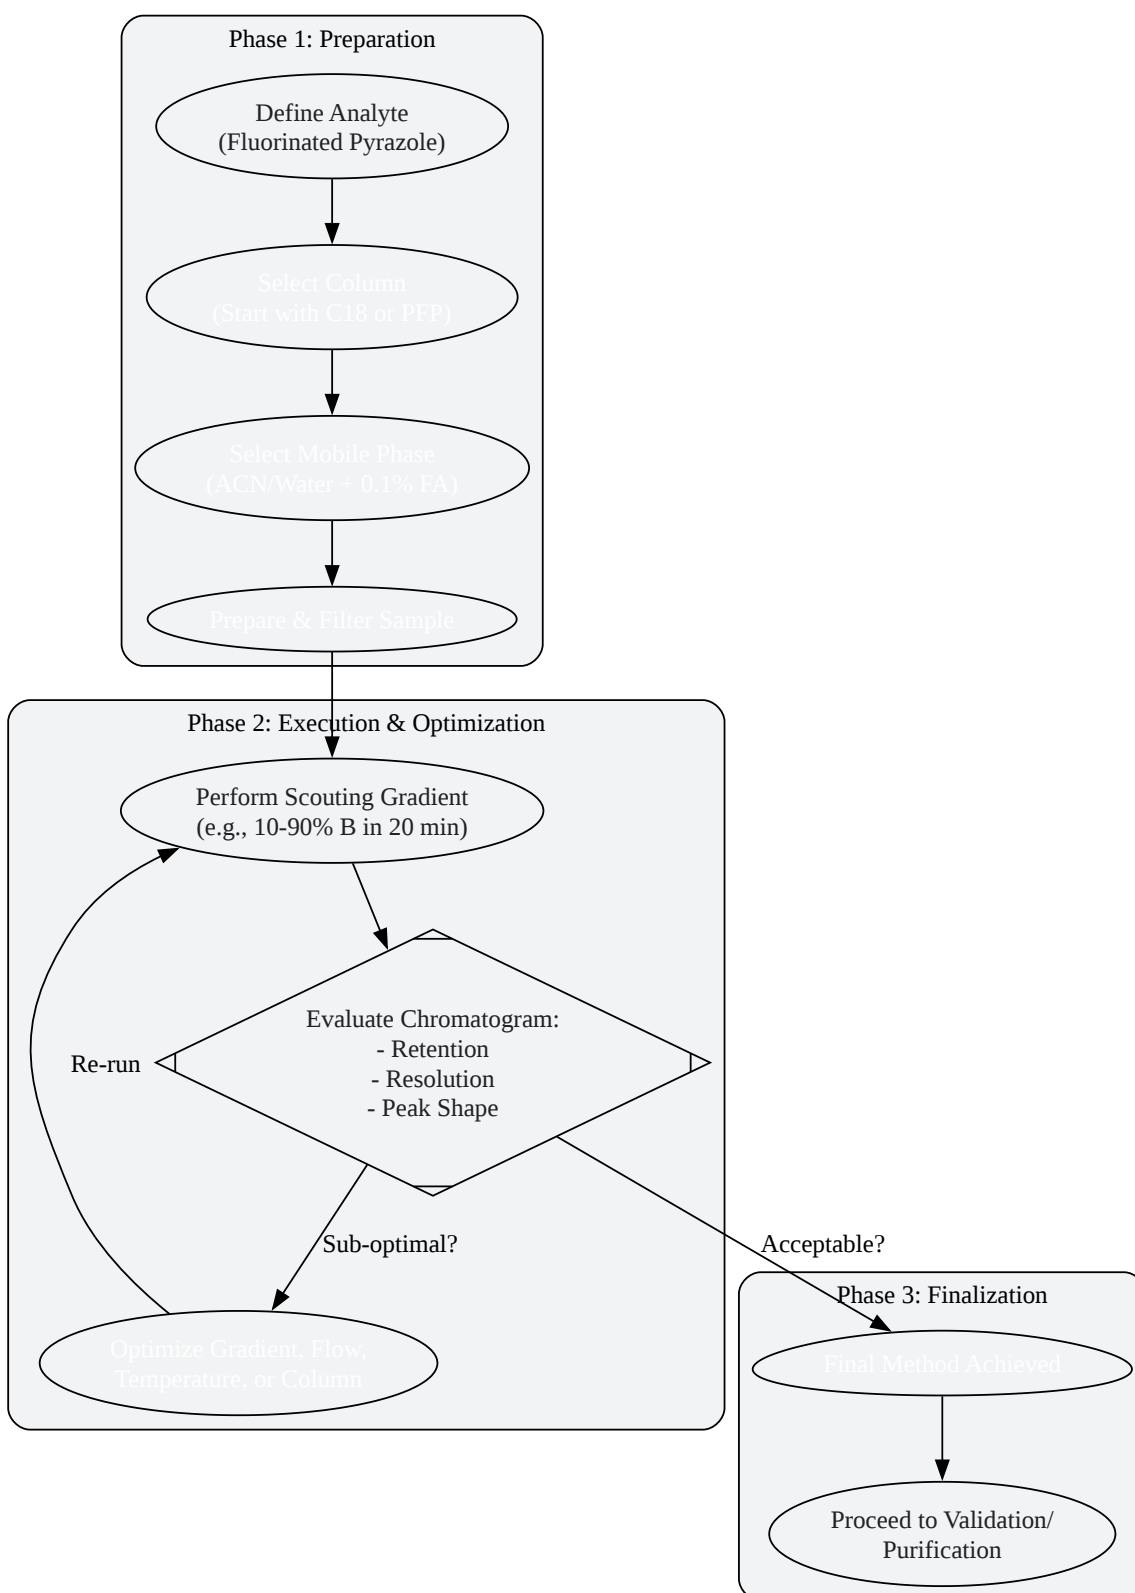 Phase 1: Preparation
Define Analyte
(Fluorinated Pyrazole)
Select Column
(Start with C18 or PFP)
Select Mobile Phase
(ACN/Water + 0.1% FA)
Prepare & Filter Sample
Phase 2: Execution & Optimization
Perform Scouting Gradient
(e.g., 10-90% B in 20 min)
Evaluate Chromatogram:
- Retention
- Resolution
- Peak Shape
Re-run
Sub-optimal?
Acceptable?
Optimize Gradient, Flow,
Temperature, or Column
Phase 3: Finalization
Final Method Achieved
Proceed to Validation/
Purification